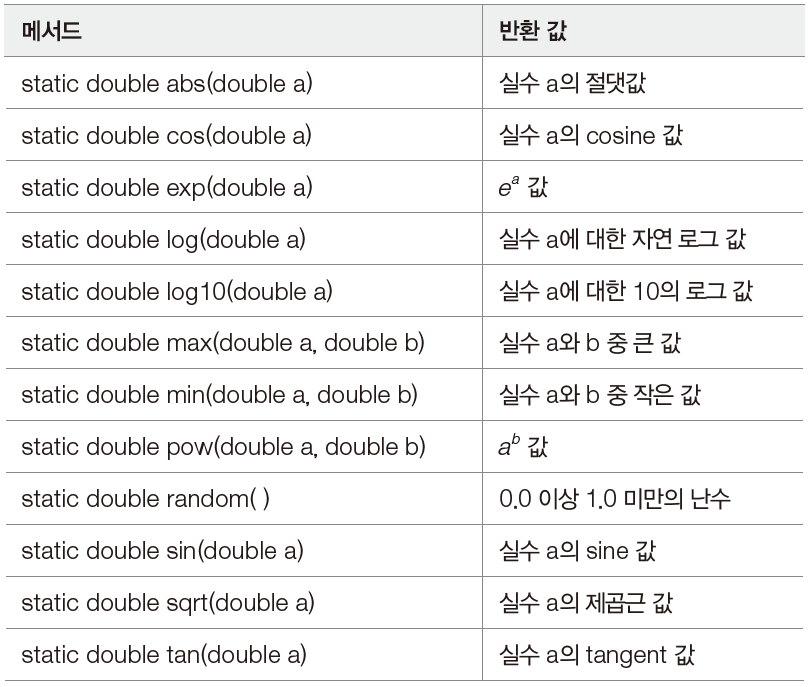 메서드 반환 값
static double abs(double a) 실수 a의 절댓값
static double cos(double a) 실수 a의 cosine 값
static double exp(double a) eᵃ 값
static double log(double a) 실수 a에 대한 자연 로그 값
static double log10(double a) 실수 a에 대한 10의 로그 값
static double max(double a, double b) 실수 a와 b 중 큰 값
static double min(double a, double b) 실수 a와 b 중 작은 값
static double pow(double a, double b) aᵇ 값
static double random( ) 0.0 이상 1.0 미만의 난수
static double sin(double a) 실수 a의 sine 값
static double sqrt(double a) 실수 a의 제곱근 값
static double tan(double a) 실수 a의 tangent 값